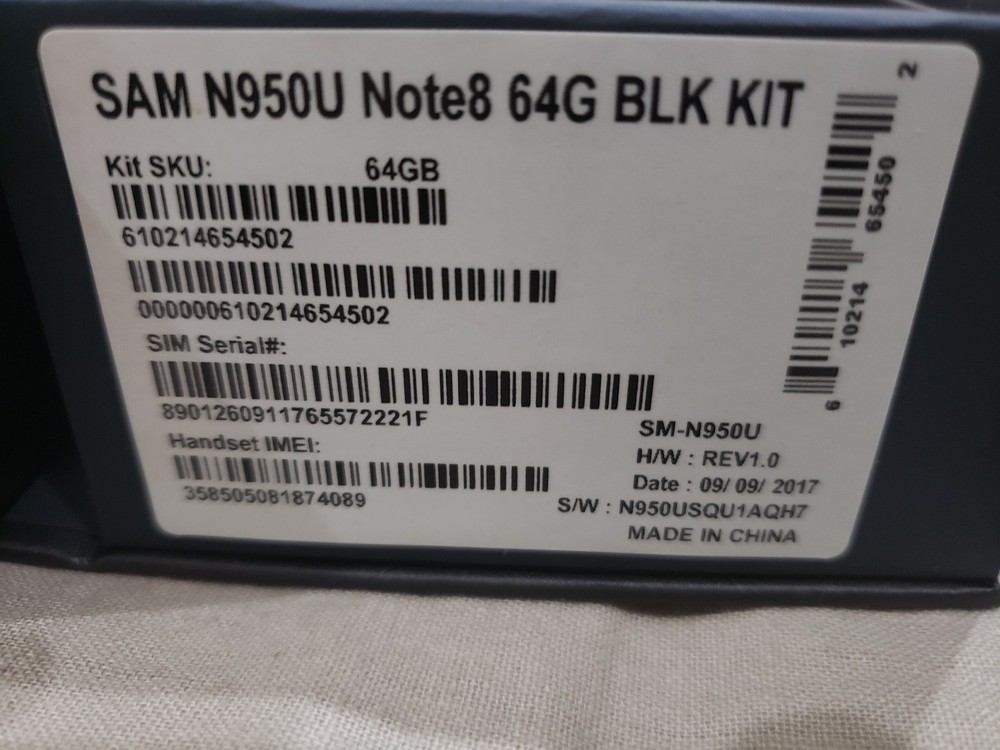 SAM N950U Note8 64G BLK KIT
Kit SKU: 64GB
610214654502
0000000610214654502
SIM Serial#:
8901260911765572221F
Handset IMEI:
358505081874089
SM-N950U
H/W : REV1.0
Date : 09/ 09/ 2017
S/W : N950USQU1AQH7
MADE IN CHINA
6 10214 65450 2